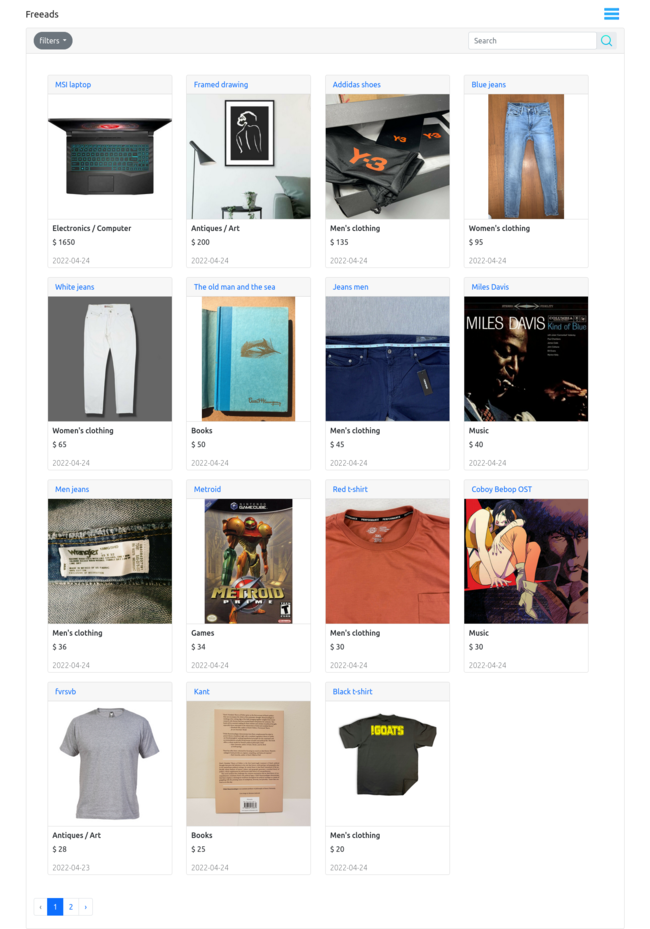 Freeads
filters
Search
MSI laptop
Electronics / Computer
$ 1650
2022-04-24
Framed drawing
Antiques / Art
$ 200
2022-04-24
Addidas shoes
Y-3
Y-3
Men's clothing
$ 135
2022-04-24
Blue jeans
Women's clothing
$ 95
2022-04-24
White jeans
Women's clothing
$ 65
2022-04-24
The old man and the sea
Books
$ 50
2022-04-24
Jeans men
Men's clothing
$ 45
2022-04-24
Miles Davis
COLUMBIA
MILES DAVIS Kind of Blue
Music
$ 40
2022-04-24
Men jeans
Wrangler
Men's clothing
$ 36
2022-04-24
Metroid
NINTENDO
GAMECUBE
METROID
PRIME
Games
$ 34
2022-04-24
Red t-shirt
Men's clothing
$ 30
2022-04-24
Coboy Bebop OST
Music
$ 30
2022-04-24
fvrsvb
Antiques / Art
$ 28
2022-04-23
Kant
Books
$ 25
2022-04-24
Black t-shirt
!GOATS
Men's clothing
$ 20
2022-04-24
‹ 1 2 ›